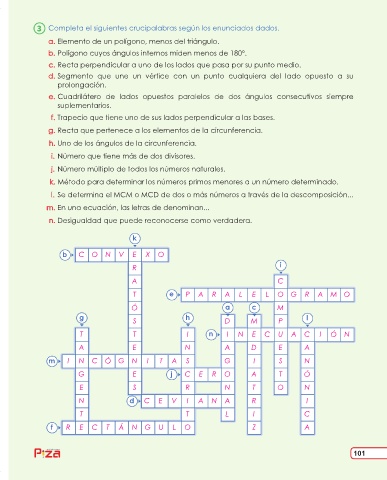 3 Completa el siguientes crucipalabras según los enunciados dados.
a. Elemento de un polígono, menos del triángulo.
b. Polígono cuyos ángulos internos miden menos de 180°.
c. Recta perpendicular a uno de los lados que pasa por su punto medio.
d. Segmento que une un vértice con un punto cualquiera del lado opuesto a su
prolongación.
e. Cuadrilátero de lados opuestos paralelos de dos ángulos consecutivos siempre
suplementarios.
f. Trapecio que tiene uno de sus lados perpendicular a las bases.
g. Recta que pertenece a los elementos de la circunferencia.
h. Uno de los ángulos de la circunferencia.
i. Número que tiene más de dos divisores.
j. Número múltiplo de todos los números naturales.
k. Método para determinar los números primos menores a un número determinado.
l. Se determina el MCM o MCD de dos o más números a través de la descomposición...
m. En una ecuación, las letras de denominan...
n. Desigualdad que puede reconocerse como verdadera.
k
b C O N V E X O
R i
A C
T e P A R A L E L O G R A M O
Ó a c M
g S h D M P l
T T I n I N E C U A C I Ó N
A E N A D E A
m I N C Ó G N I T A S G I S N
G E j C E R O A T Ó
E S R N T O N
N d C E V I A N A R I
T T L I C
f R E C T Á N G U L O Z A
Pizá
101